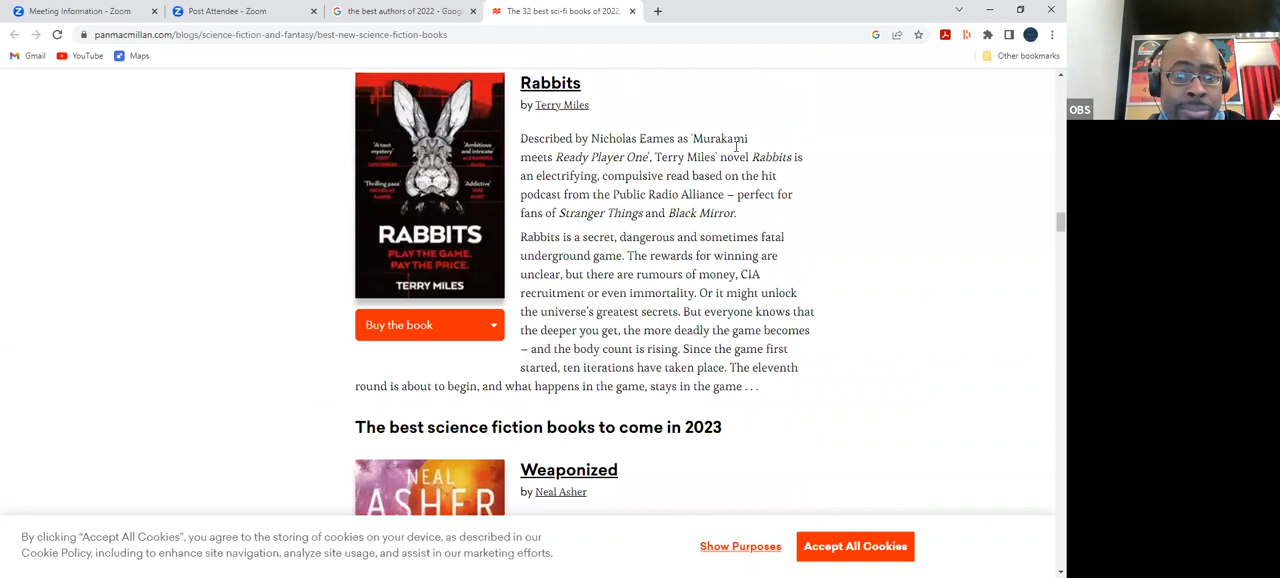 Meeting Information - Zoom
Post Attendee - Zoom
the best authors of 2022 - Goog
The 32 best sci-fi books of 2022,
panmacmillan.com/blogs/science-fiction-and-fantasy/best-new-science-fiction-books
Gmail
YouTube
Maps
Other bookmarks
OBS
'A taut
mystery'
'Ambitious
and intricate'
'Thrilling pace'
'Addictive'
RABBITS
PLAY THE GAME.
PAY THE PRICE.
TERRY MILES
Buy the book
Rabbits
by Terry Miles
Described by Nicholas Eames as 'Murakami
meets Ready Player One', Terry Miles' novel Rabbits is
an electrifying, compulsive read based on the hit
podcast from the Public Radio Alliance – perfect for
fans of Stranger Things and Black Mirror.
Rabbits is a secret, dangerous and sometimes fatal
underground game. The rewards for winning are
unclear, but there are rumours of money, CIA
recruitment or even immortality. Or it might unlock
the universe's greatest secrets. But everyone knows that
the deeper you get, the more deadly the game becomes
– and the body count is rising. Since the game first
started, ten iterations have taken place. The eleventh
round is about to begin, and what happens in the game, stays in the game . . .
The best science fiction books to come in 2023
NEAL
ASHER
Weaponized
by Neal Asher
By clicking “Accept All Cookies”, you agree to the storing of cookies on your device, as described in our
Cookie Policy, including to enhance site navigation, analyze site usage, and assist in our marketing efforts.
Show Purposes
Accept All Cookies